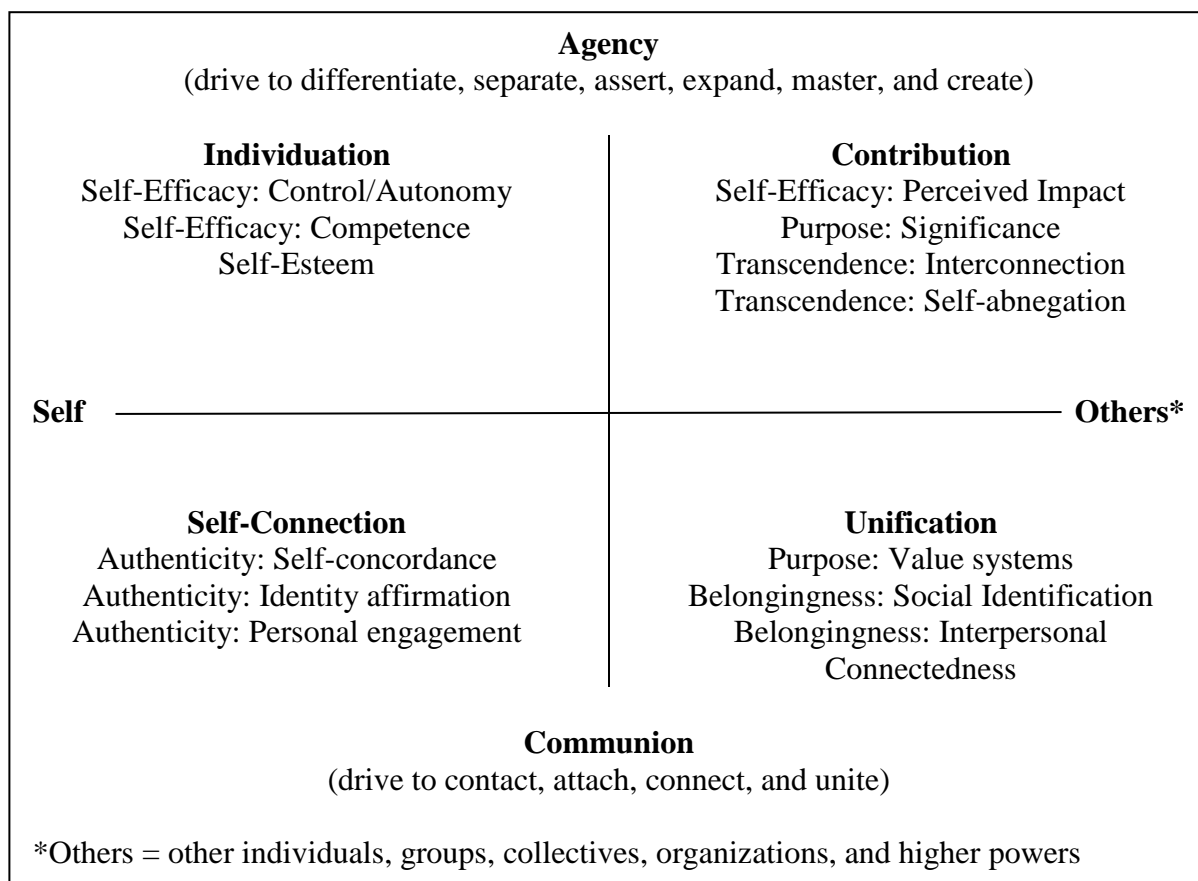 Agency
(drive to differentiate, separate, assert, expand, master, and create)
Individuation
Self-Efficacy: Control/Autonomy
Self-Efficacy: Competence
Self-Esteem
Contribution
Self-Efficacy: Perceived Impact
Purpose: Significance
Transcendence: Interconnection
Transcendence: Self-abnegation
Self
Others*
Self-Connection
Authenticity: Self-concordance
Authenticity: Identity affirmation
Authenticity: Personal engagement
Unification
Purpose: Value systems
Belongingness: Social Identification
Belongingness: Interpersonal
Connectedness
Communion
(drive to contact, attach, connect, and unite)
*Others = other individuals, groups, collectives, organizations, and higher powers